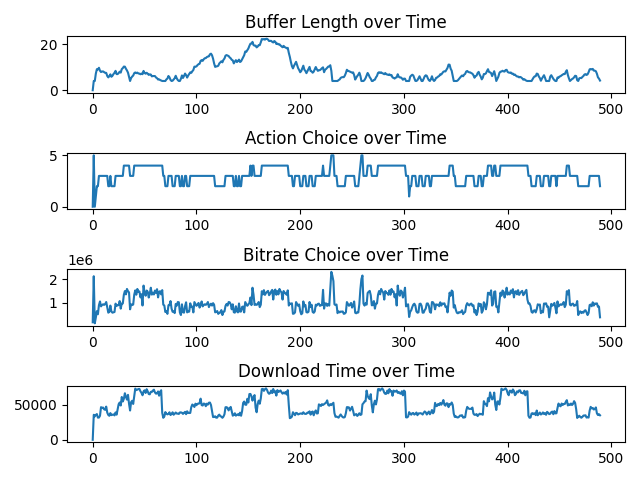 Buffer Length over Time
20
0
0 100 200 300 400 500
Action Choice over Time
5
0
0 100 200 300 400 500
Bitrate Choice over Time
1e6
2
1
0 100 200 300 400 500
Download Time over Time
50000
0
0 100 200 300 400 500